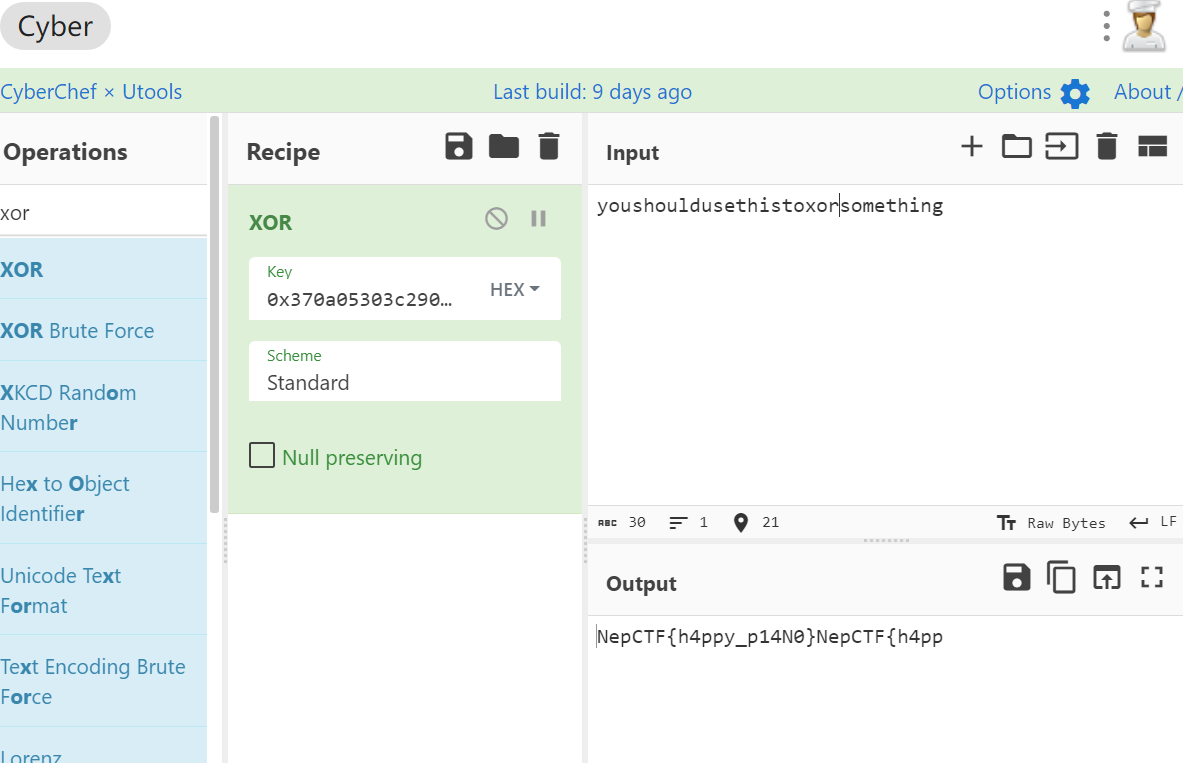 Cyber
CyberChef × Utools
Last build: 9 days ago
Options
About /
Operations
xor
XOR
XOR Brute Force
XKCD Random
Number
Hex to Object
Identifier
Unicode Text
Format
Text Encoding Brute
Force
Lorenz
Recipe
XOR
Key
0x370a05303c290…
HEX
Scheme
Standard
Null preserving
Input
youshouldusethistoxorsomething
ABC 30
1
21
Tт Raw Bytes
LF
Output
NepCTF{h4ppy_p14N0}NepCTF{h4pp